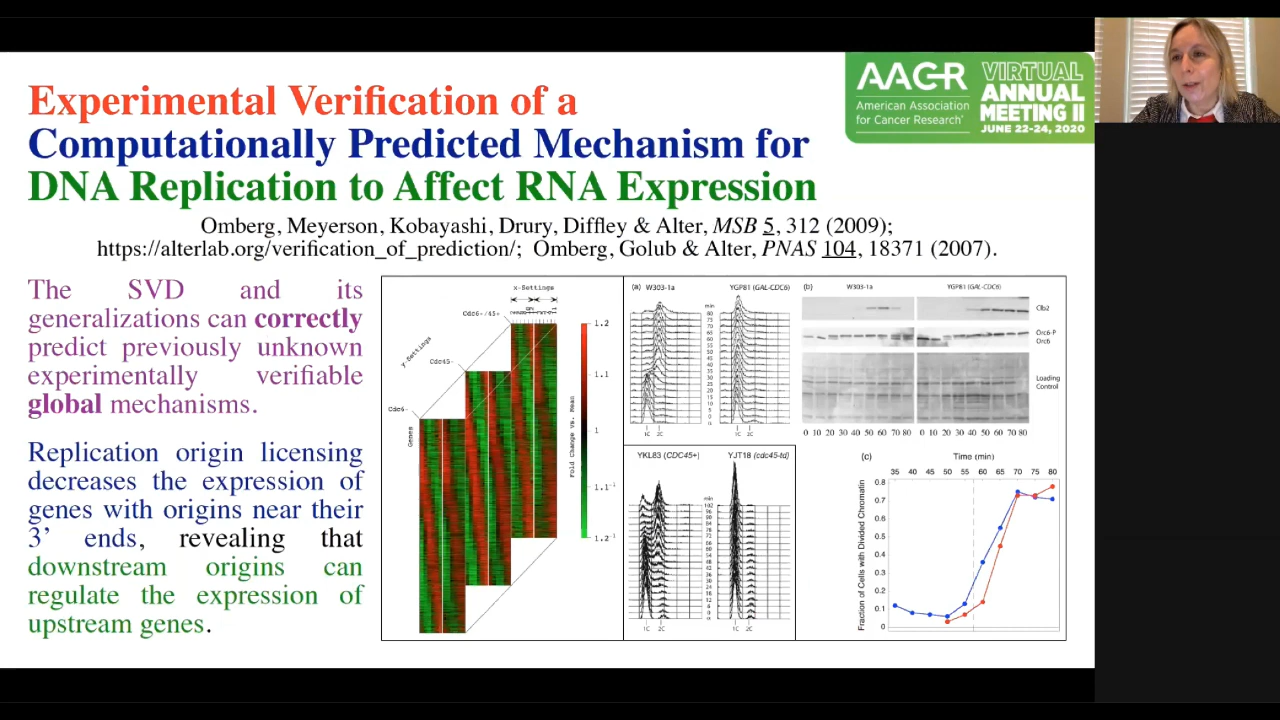 Experimental Verification of a
Computationally Predicted Mechanism for
DNA Replication to Affect RNA Expression
AACR
American Association
for Cancer Research
VIRTUAL
ANNUAL
MEETING II
JUNE 22-24, 2020
Omberg, Meyerson, Kobayashi, Drury, Diffley & Alter, MSB 5, 312 (2009);
https://alterlab.org/verification_of_prediction/; Omberg, Golub & Alter, PNAS 104, 18371 (2007).
The SVD and its
generalizations can correctly
predict previously unknown
experimentally verifiable
global mechanisms.
Replication origin licensing
decreases the expression of
genes with origins near their
3’ ends, revealing that
downstream origins can
regulate the expression of
upstream genes.
x-Settings
Cdc6-/45+
y-Settings
Cdc45-
Cdc6-
Genes
1.2
1.1
1
1.1⁻¹
1.2⁻¹
Fold Change vs. Mean
(a) W303-1a
YGP81 (GAL-CDC6)
min
1C 2C
1C 2C
YKL83 (CDC45+)
YJT18 (cdc45-td)
min
1C 2C
1C 2C
(b) W303-1a
YGP81 (GAL-CDC6)
Clb2
Orc6-P
Orc6
Loading
Control
0 10 20 30 40 50 60 70 80
0 10 20 30 40 50 60 70 80
(c)
Time (min)
35 40 45 50 55 60 65 70 75 80
Fraction of Cells with Divided Chromatin
0.8
0.7
0.6
0.5
0.4
0.3
0.2
0.1
0